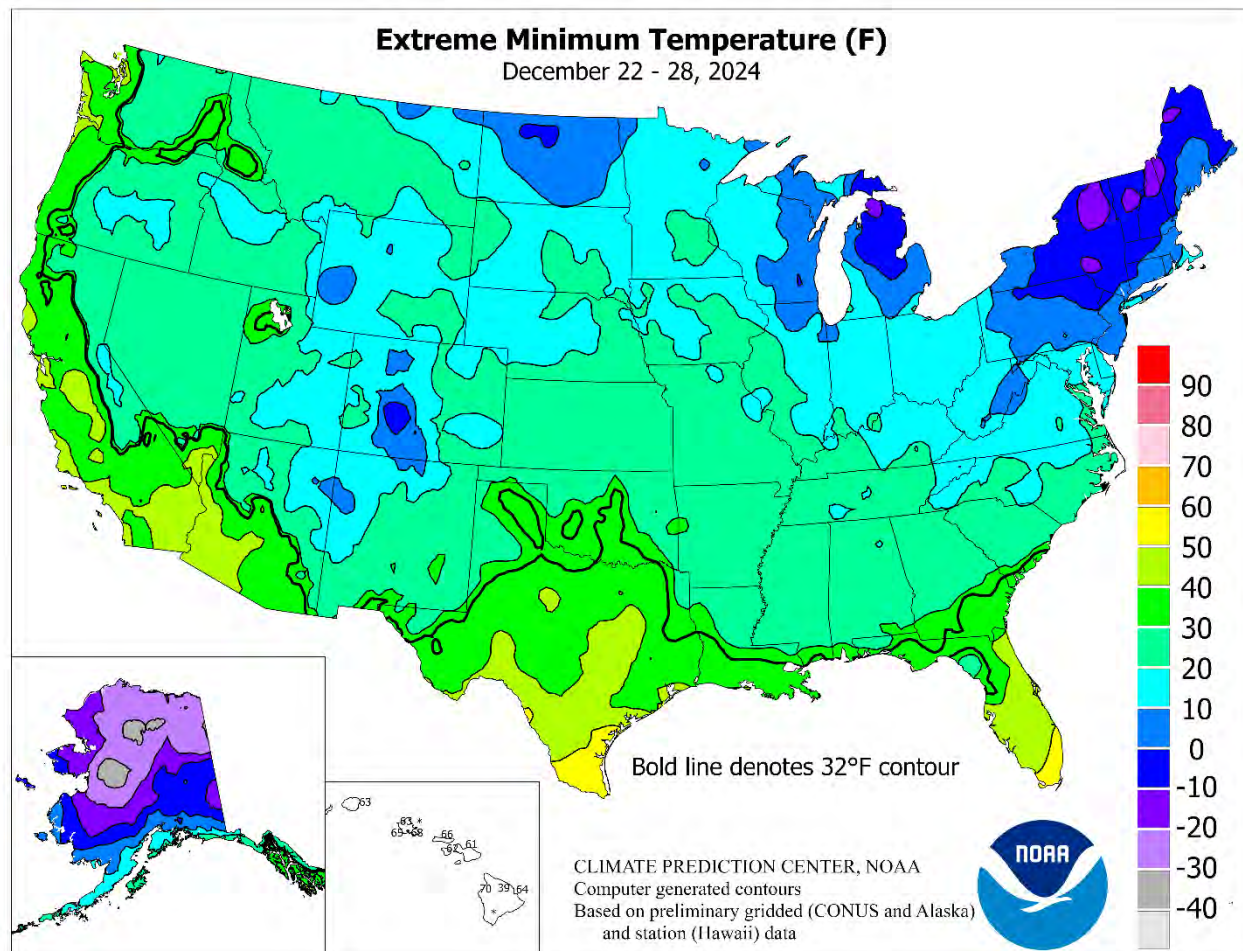 Extreme Minimum Temperature (F)
December 22 - 28, 2024
90
80
70
60
50
40
30
20
10
0
-10
-20
-30
-40
Bold line denotes 32°F contour
63
83 *
69 68
66
62
61
70 39 64
*
CLIMATE PREDICTION CENTER, NOAA
Computer generated contours
Based on preliminary gridded (CONUS and Alaska)
and station (Hawaii) data
NOAA